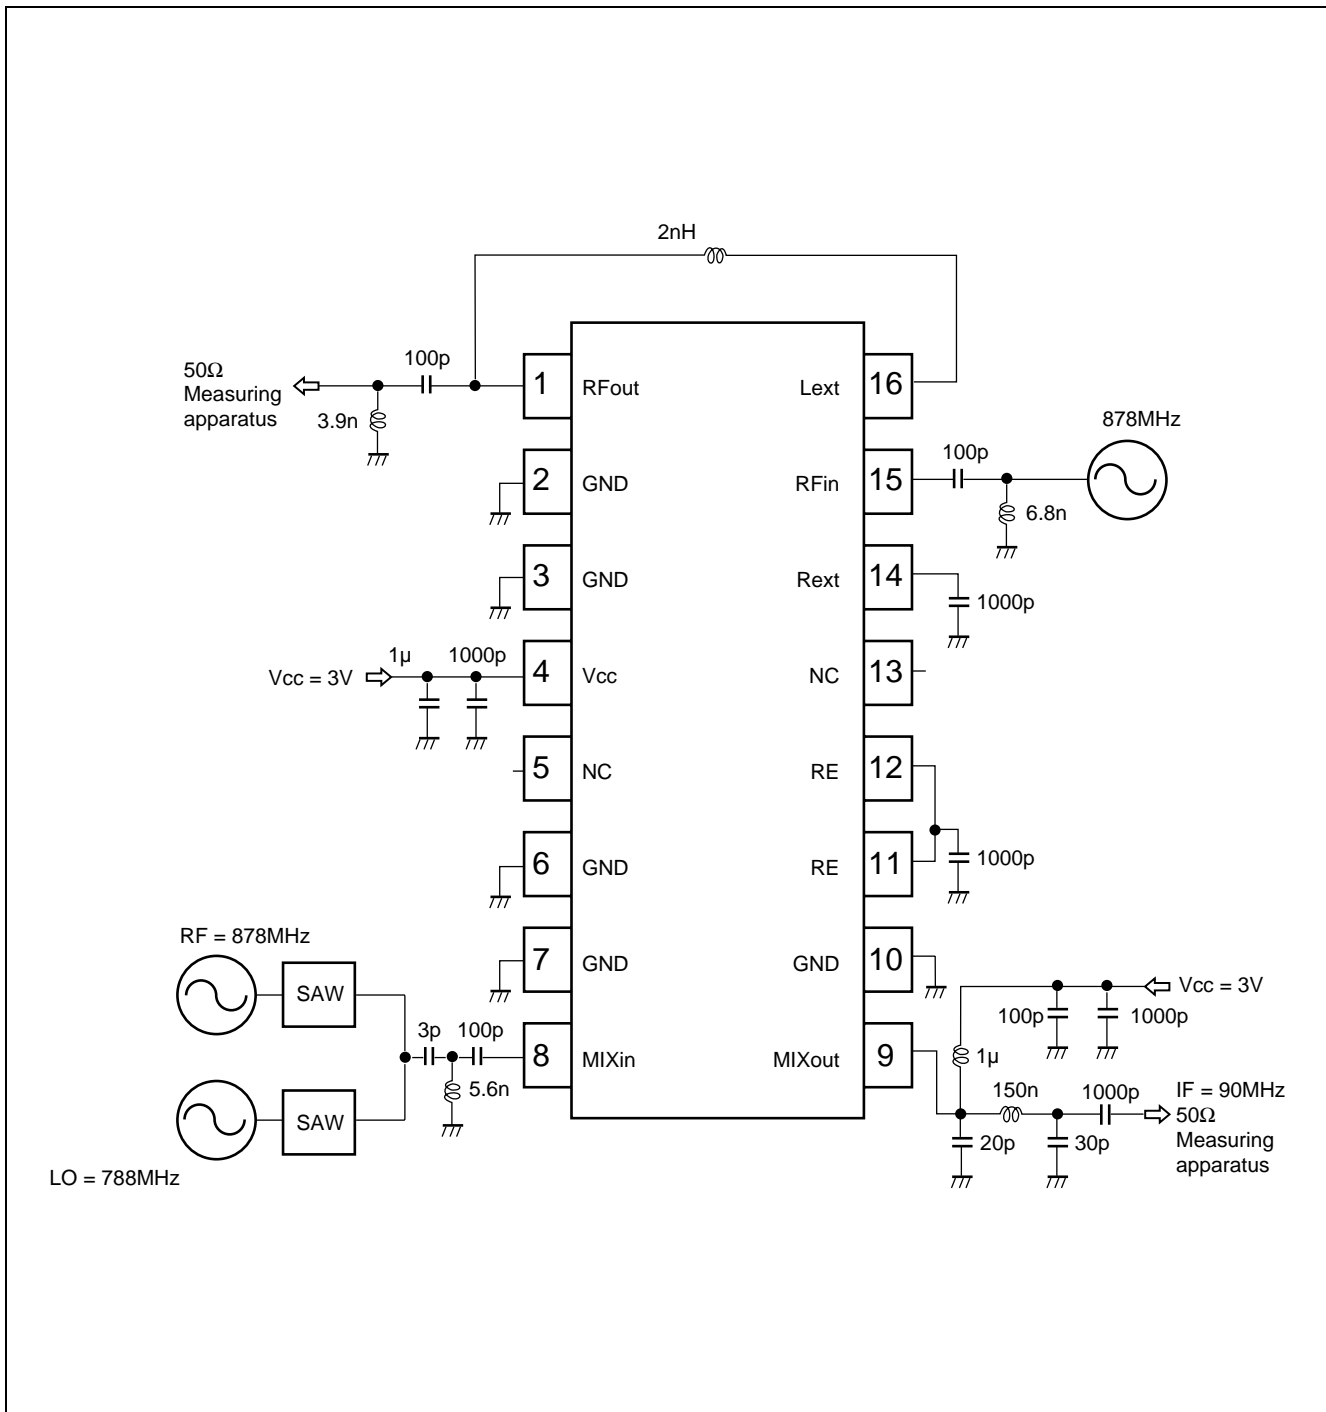 2nH
50Ω
Measuring
apparatus
100p
3.9n
1
RFout
Lext
16
878MHz
100p
6.8n
2
GND
RFin
15
3
GND
Rext
14
1000p
Vcc = 3V
1µ
1000p
4
Vcc
NC
13
5
NC
RE
12
6
GND
RE
11
1000p
RF = 878MHz
SAW
7
GND
GND
10
Vcc = 3V
100p
1000p
3p
100p
8
MIXin
MIXout
9
1µ
5.6n
150n
1000p
IF = 90MHz
50Ω
Measuring
apparatus
SAW
20p
30p
LO = 788MHz